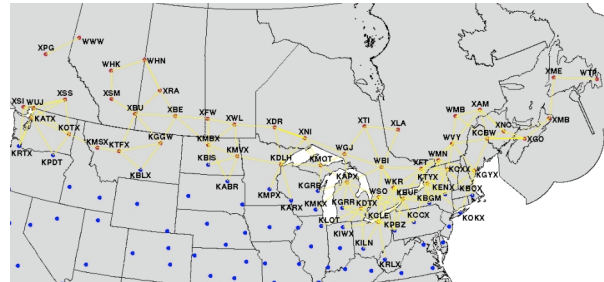 WWW
XPG
WHK
WHN
XSI
XSS
XSM
XRA
WUJ
XBU
XBE
KATX
XFW
XWL
XDR
XNI
WGJ
XTI
XLA
WMB
XAM
XME
WTP
XMB
XNC
KCBW
XGO
WVY
WMN
WBI
XFT
KRTX
KOTX
KPDT
KMSX
KTFX
KGGW
KBLX
KMBX
KBIS
KMVX
KABR
KDLH
KMQT
KAPX
KMPX
KGRB
KARX
KMKX
KGRR
KLOT
KIWX
KDTX
WSO
WKR
KTYX
KBUF
KCXX
KGYX
KENX
KBOX
KBGM
KOKX
KCLE
KCCX
KPBZ
KILN
KRLX